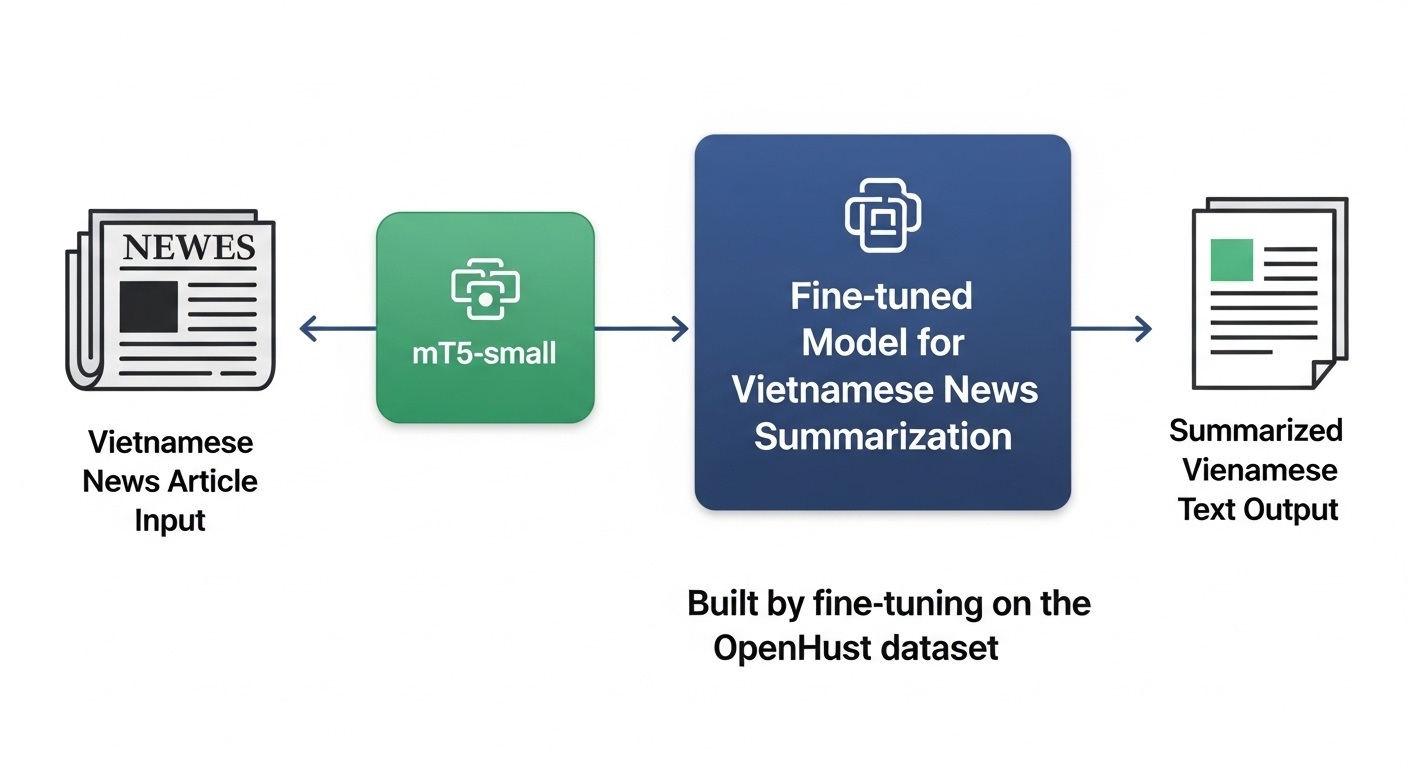 NEWES
Vietnamese
News Article
Input
mT5-small
Fine-tuned
Model for
Vietnamese News
Summarization
Summarized
Vienamese
Text Output
Built by fine-tuning on the
OpenHust dataset